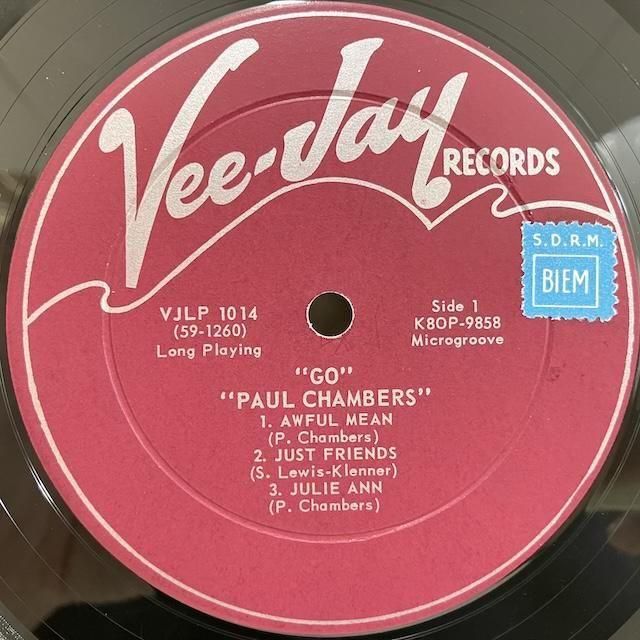 Vee-Jay
RECORDS
S.D.R.M.
BIEM
VJLP 1014
(59-1260)
Long Playing
Side 1
K8OP-9858
Microgroove
"GO"
"PAUL CHAMBERS"
1. AWFUL MEAN
(P. Chambers)
2. JUST FRIENDS
(S. Lewis-Klenner)
3. JULIE ANN
(P. Chambers)